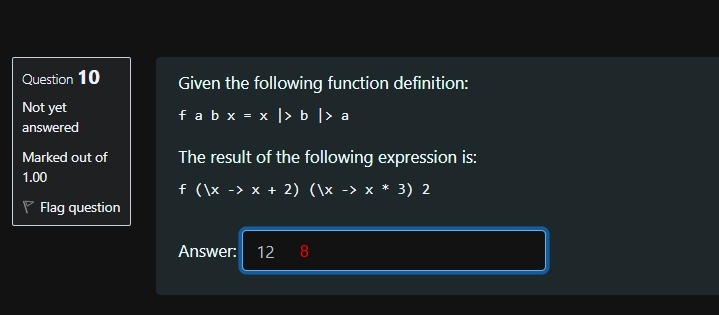 Question 10
Not yet
answered
Marked out of
1.00
Flag question
Given the following function definition:
f a b x = x |> b |> a
The result of the following expression is:
f (\x -> x + 2) (\x -> x * 3) 2
Answer: 12 8